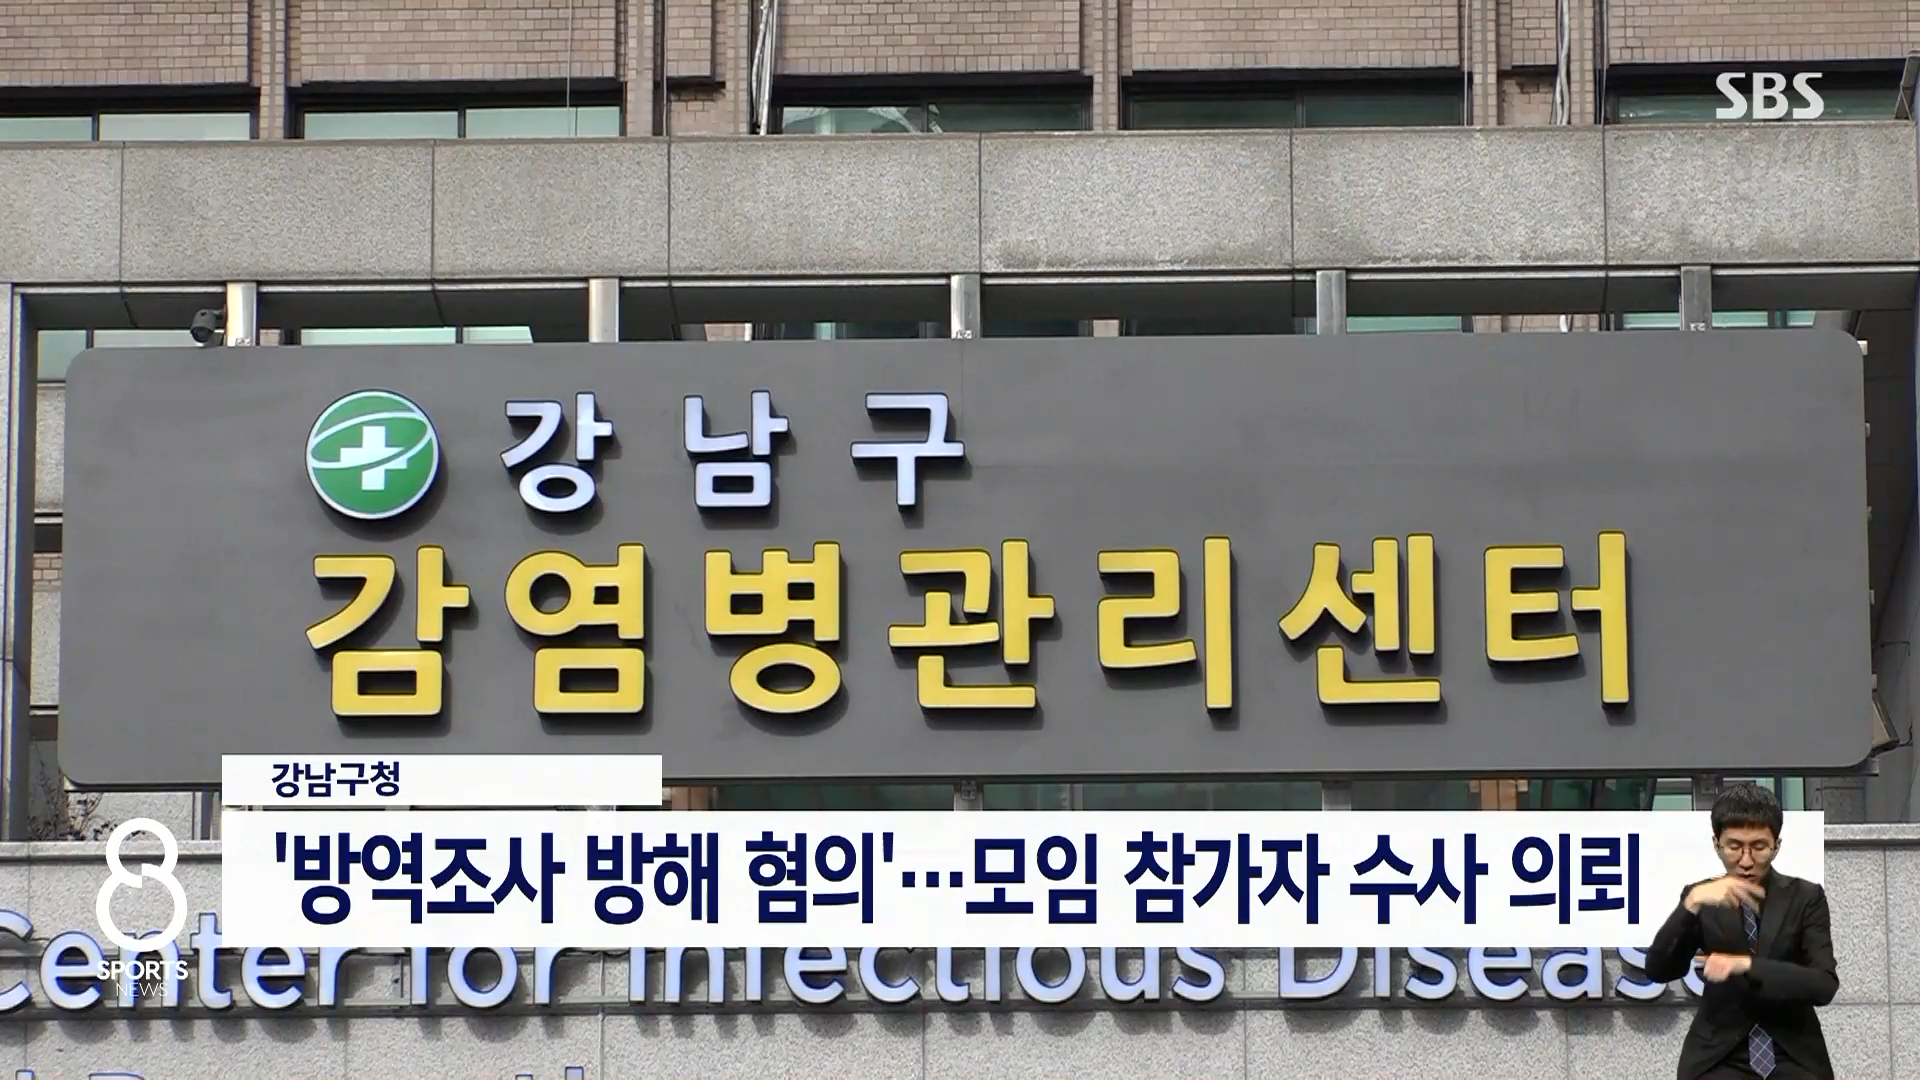 SBS
강남구
감염병관리센터
강남구청
'방역조사 방해 혐의'…모임 참가자 수사 의뢰
Center for Infectious Disease
8
SPORTS
NEWS